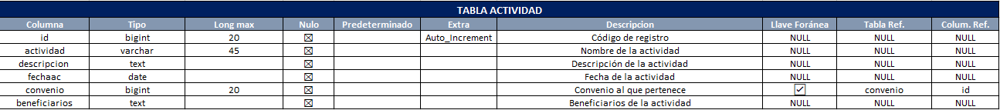 TABLA ACTIVIDAD
Columna Tipo Long max Nulo Predeterminado Extra Descripcion Llave Foránea Tabla Ref. Colum. Ref.
id bigint 20 ☒ Auto_Increment Código de registro NULL NULL NULL
actividad varchar 45 ☒ Nombre de la actividad NULL NULL NULL
descripcion text ☒ Descripción de la actividad NULL NULL NULL
fechaac date ☒ Fecha de la actividad NULL NULL NULL
convenio bigint 20 ☒ Convenio al que pertenece ☑ convenio id
beneficiarios text ☒ Beneficiarios de la actividad NULL NULL NULL